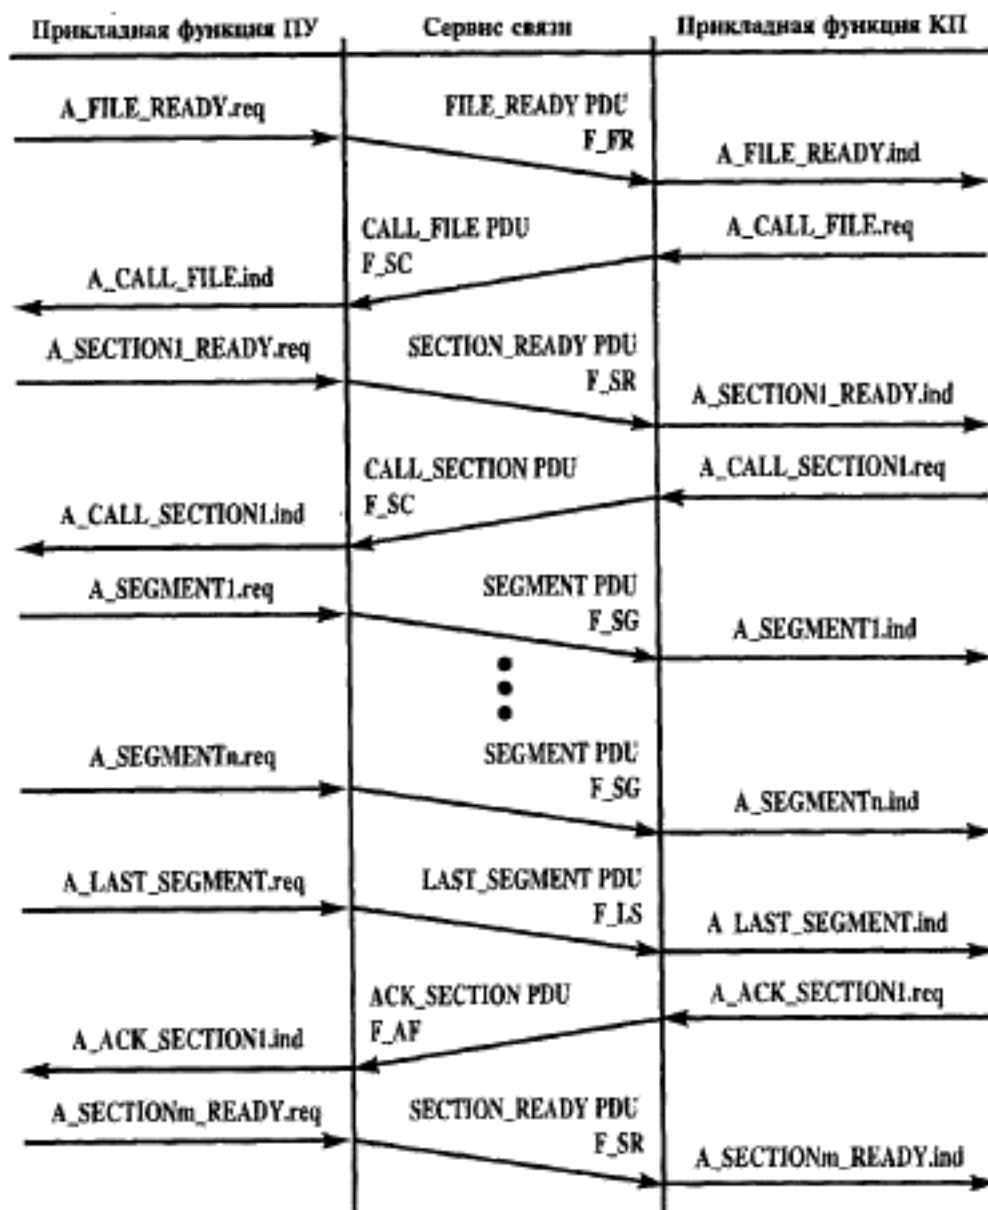 Прикладная функция ПУ
Сервис связи
Прикладная функция КП
A_FILE_READY.req
FILE_READY PDU
F_FR
A_FILE_READY.ind
CALL_FILE PDU
F_SC
A_CALL_FILE.req
A_CALL_FILE.ind
A_SECTION1_READY.req
SECTION_READY PDU
F_SR
A_SECTION1_READY.ind
CALL_SECTION PDU
F_SC
A_CALL_SECTION1.req
A_CALL_SECTION1.ind
A_SEGMENT1.req
SEGMENT PDU
F_SG
A_SEGMENT1.ind
A_SEGMENTn.req
SEGMENT PDU
F_SG
A_SEGMENTn.ind
A_LAST_SEGMENT.req
LAST_SEGMENT PDU
F_LS
A_LAST_SEGMENT.ind
ACK_SECTION PDU
F_AF
A_ACK_SECTION1.req
A_ACK_SECTION1.ind
A_SECTIONm_READY.req
SECTION_READY PDU
F_SR
A_SECTIONm_READY.ind